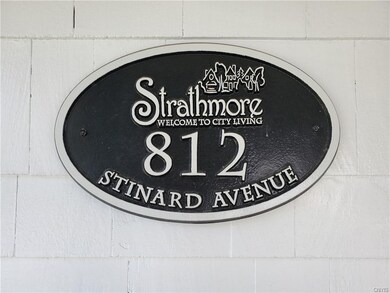 Strathmore
WELCOME TO CITY LIVING
812
STINARD AVENUE